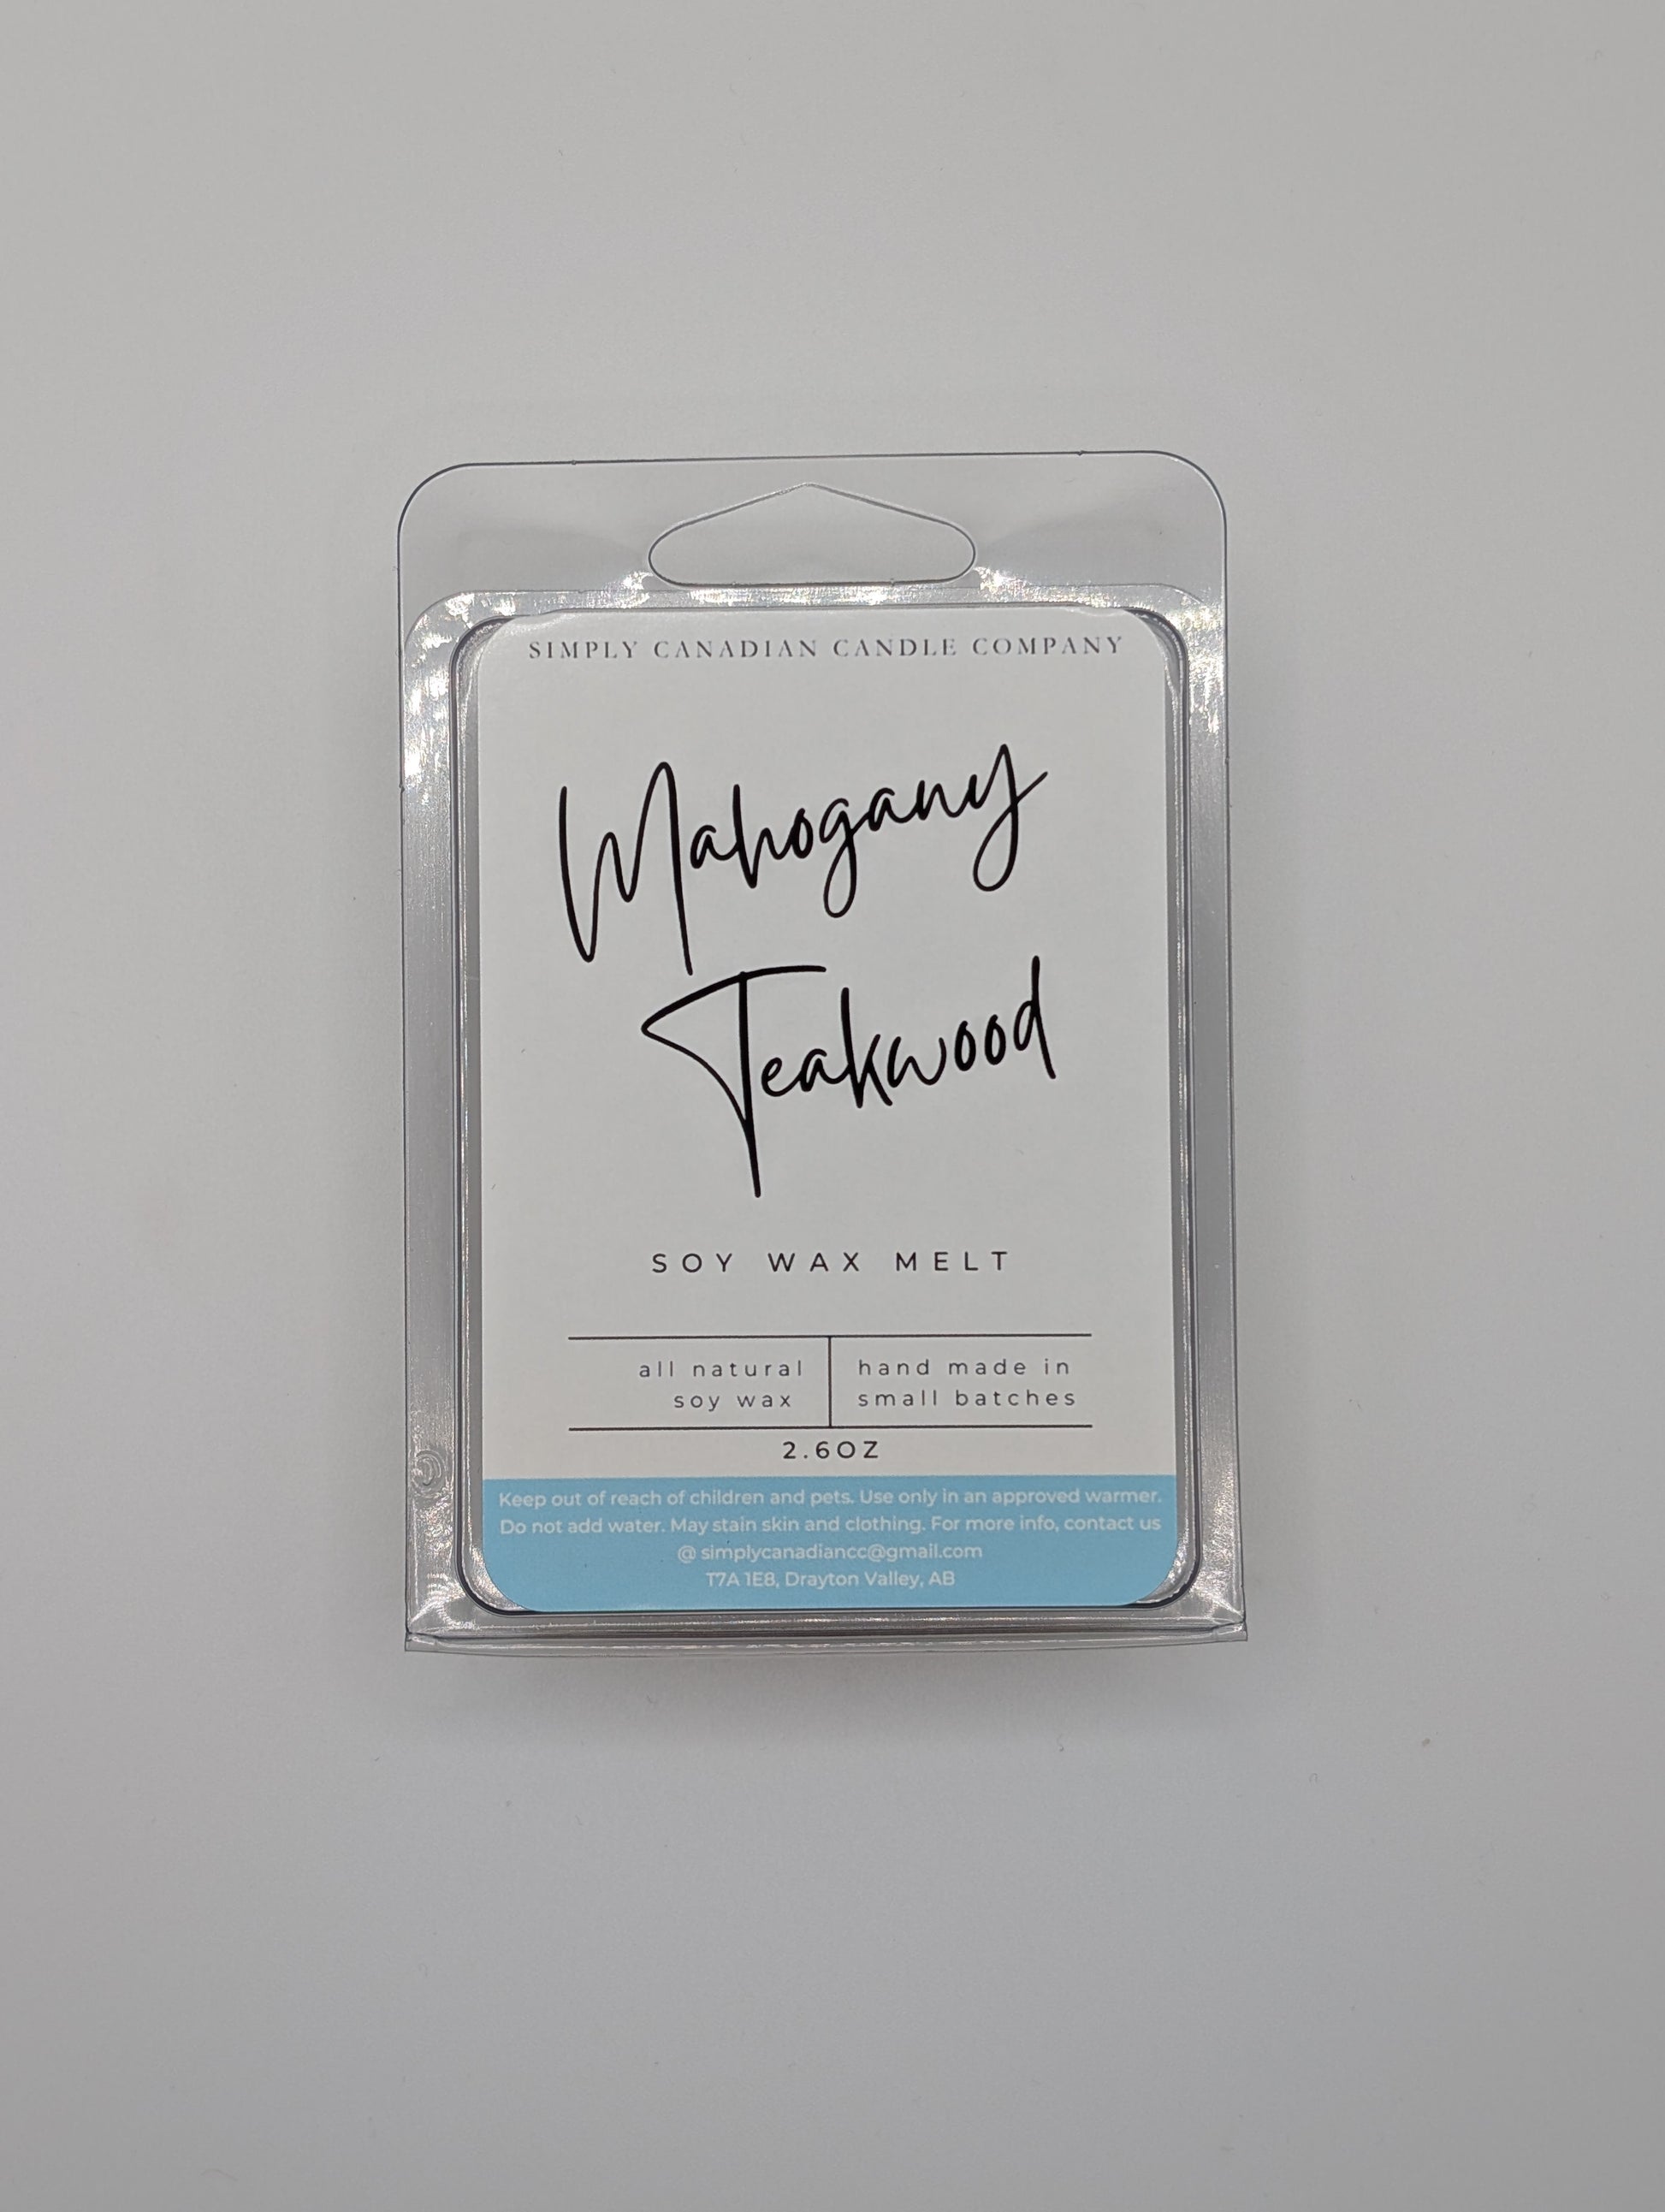 SIMPLY CANADIAN CANDLE COMPANY
Mahogany
Teakwood
SOY WAX MELT
all natural
soy wax
hand made in
small batches
2.6OZ
Keep out of reach of children and pets. Use only in an approved warmer.
Do not add water. May stain skin and clothing. For more info, contact us
@ simplycanadiancc@gmail.com
T7A 1E8, Drayton Valley, AB